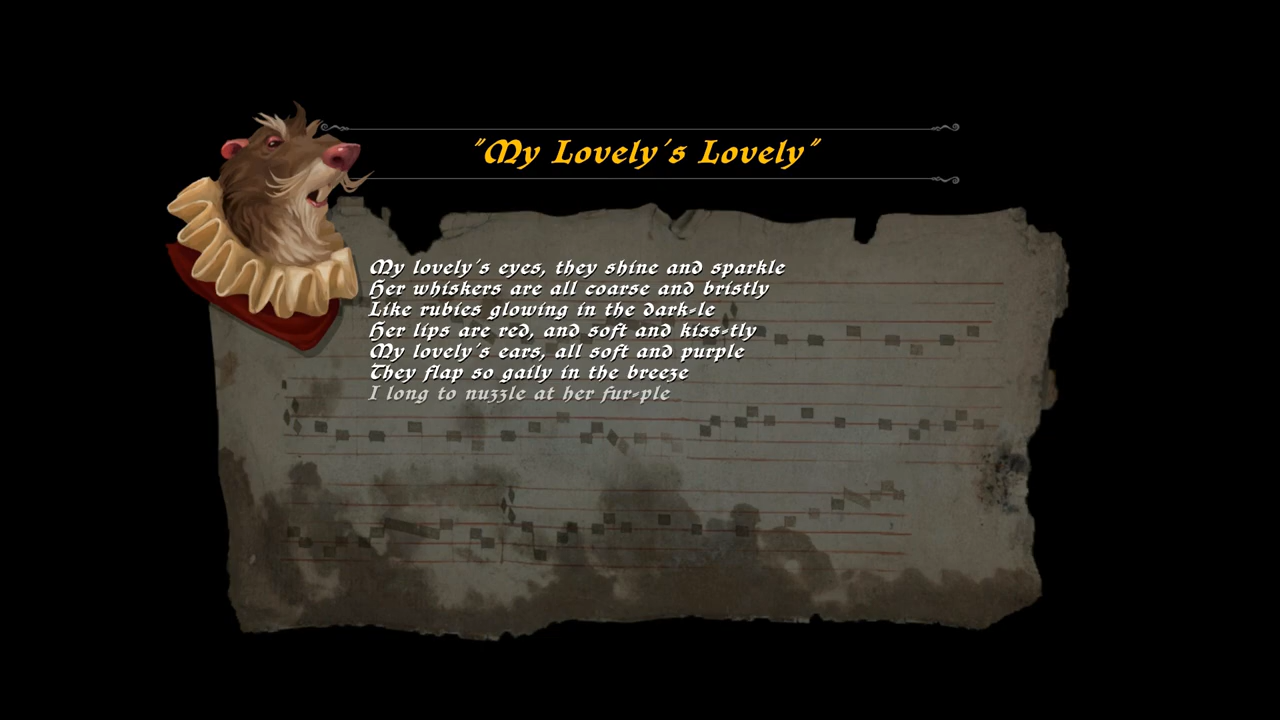 "My Lovely's Lovely"
My lovely's eyes, they shine and sparkle
Her whiskers are all coarse and bristly
Like rubies glowing in the dark-le
Her lips are red, and soft and kiss-tly
My lovely's ears, all soft and purple
They flap so gaily in the breeze
I long to nuzzle at her fur-ple